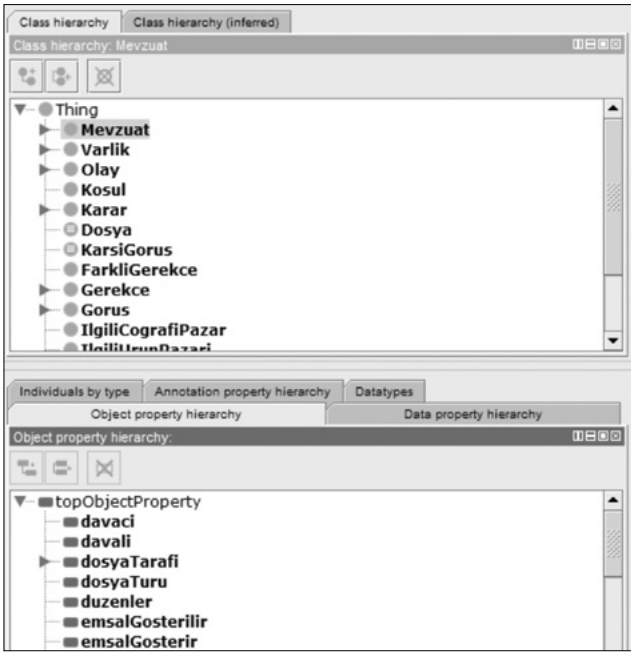 Class hierarchy Class hierarchy (inferred)
Class hierarchy: Mevzuat
Thing
Mevzuat
Varlik
Olay
Kosul
Karar
Dosya
KarsiGorus
FarkliGerekce
Gerekce
Gorus
IlgiliCografiPazar
IlgiliUrunPazari
Individuals by type Annotation property hierarchy Datatypes
Object property hierarchy Data property hierarchy
Object property hierarchy:
topObjectProperty
davaci
davali
dosyaTarafi
dosyaTuru
duzenler
emsalGosterilir
emsalGosterir